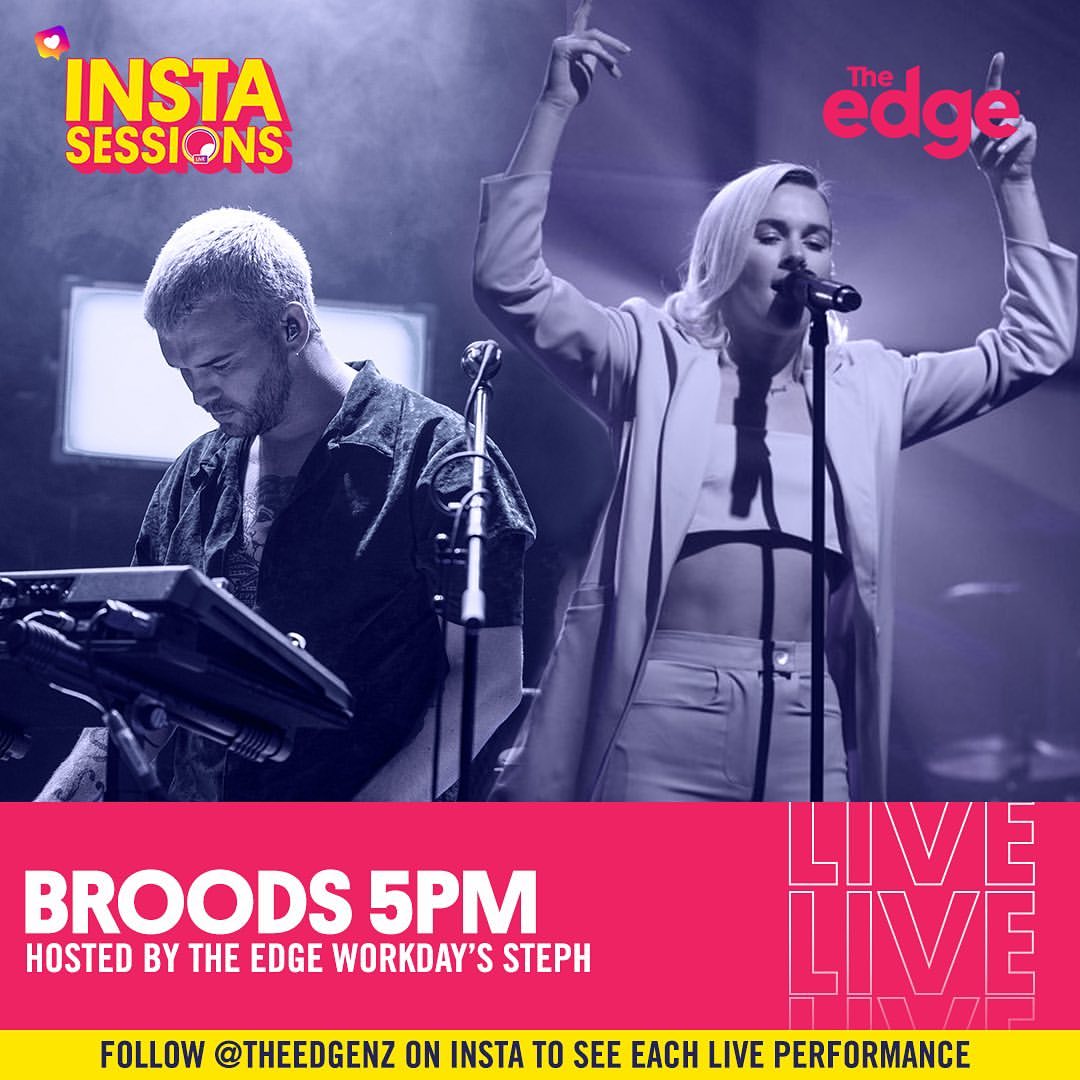 INSTA
SESSIONS
LIVE
The
edge
BROODS 5PM
HOSTED BY THE EDGE WORKDAY'S STEPH
LIVE
LIVE
LIVE
FOLLOW @THEEDGENZ ON INSTA TO SEE EACH LIVE PERFORMANCE